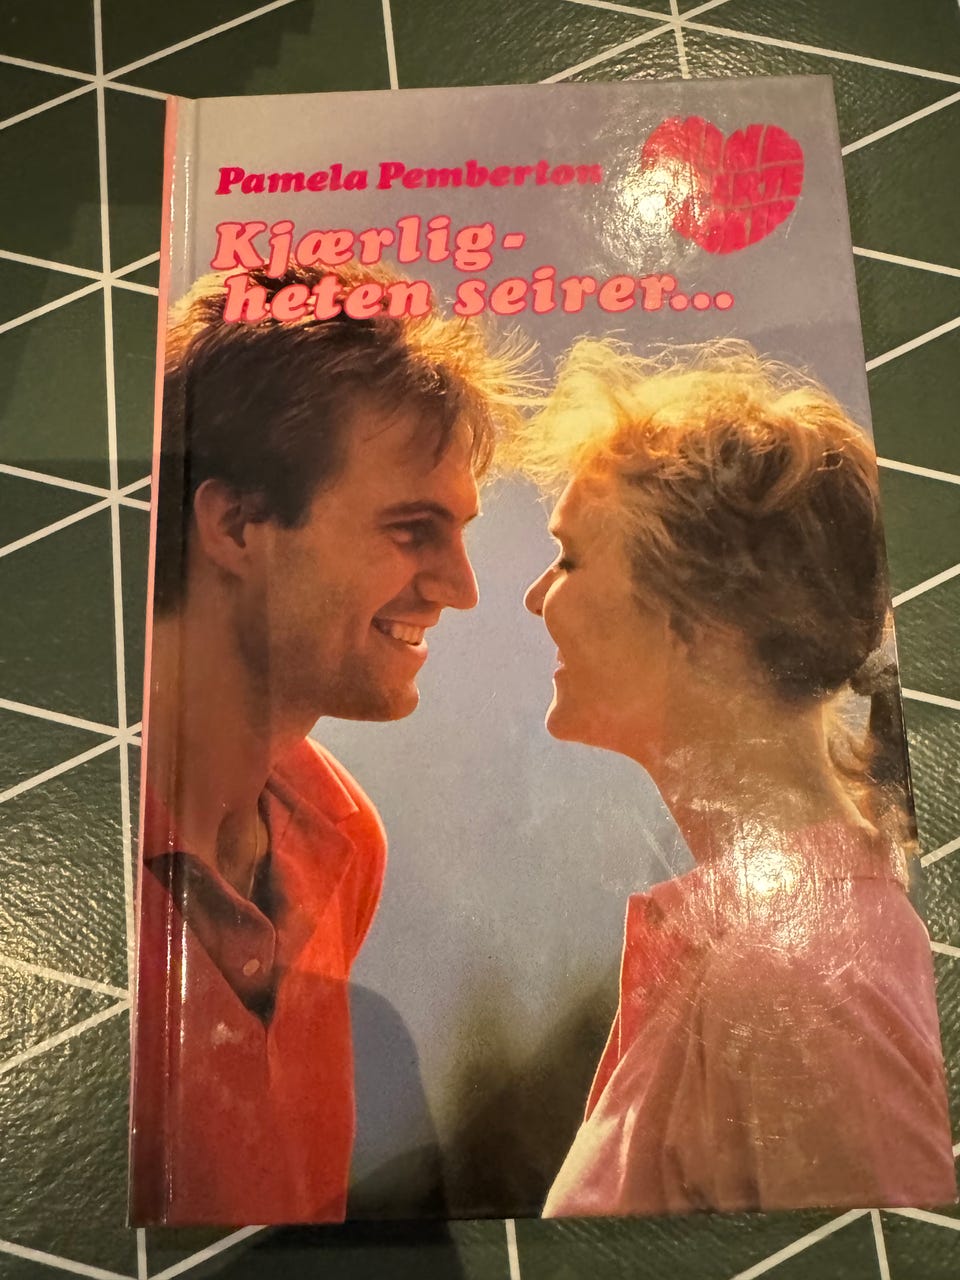 Pamela Pemberton
Kjærlig-
heten seirer...